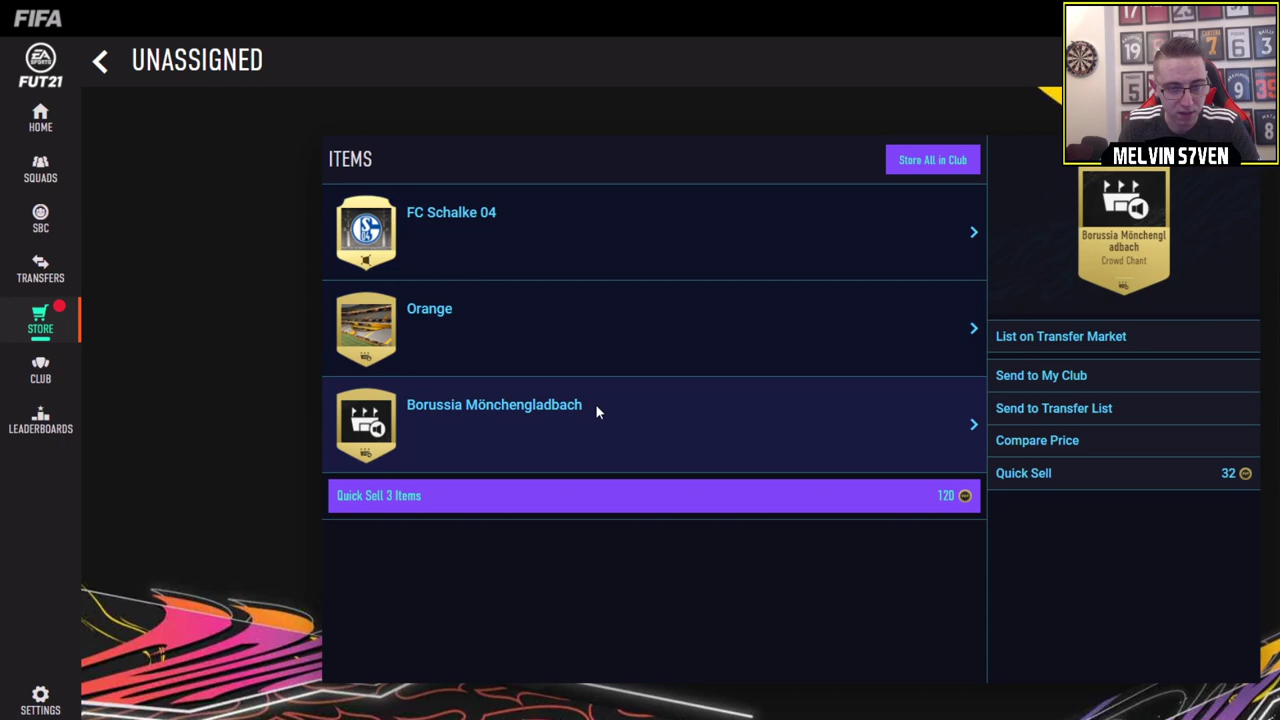 FIFA
EA
SPORTS
FUT21
UNASSIGNED
HOME
SQUADS
SBC
TRANSFERS
STORE
CLUB
LEADERBOARDS
SETTINGS
ITEMS
Store All in Club
FC Schalke 04
Orange
Borussia Mönchengladbach
Quick Sell 3 Items 120
MELVIN S7VEN
Borussia Mönchengl
adbach
Crowd Chant
List on Transfer Market
Send to My Club
Send to Transfer List
Compare Price
Quick Sell 32